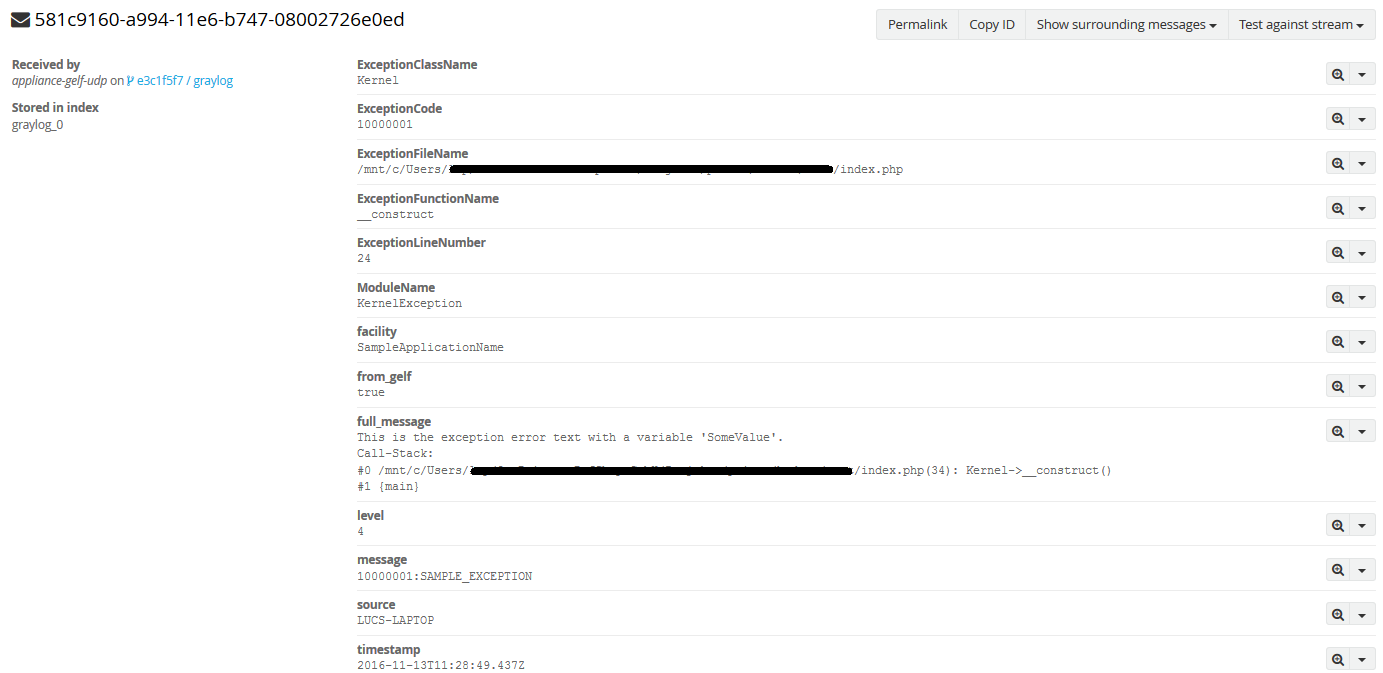 581c9160-a994-11e6-b747-08002726e0ed
Permalink
Copy ID
Show surrounding messages
Test against stream
Received by
appliance-gelf-udp on e3c1f5f7 / graylog
Stored in index
graylog_0
ExceptionClassName
Kernel
ExceptionCode
10000001
ExceptionFileName
/mnt/c/Users/ /index.php
ExceptionFunctionName
__construct
ExceptionLineNumber
24
ModuleName
KernelException
facility
SampleApplicationName
from_gelf
true
full_message
This is the exception error text with a variable 'SomeValue'.
Call-Stack:
#0 /mnt/c/Users/ /index.php(34): Kernel->__construct()
#1 {main}
level
4
message
10000001:SAMPLE_EXCEPTION
source
LUCS-LAPTOP
timestamp
2016-11-13T11:28:49.437Z